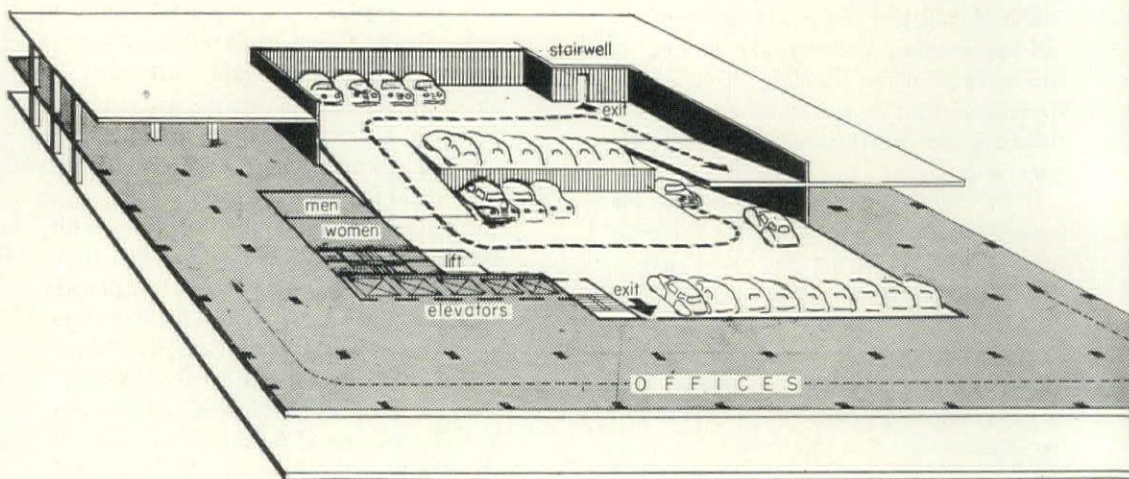 stairwell
exit
men
women
lift
elevators
exit
OFFICES